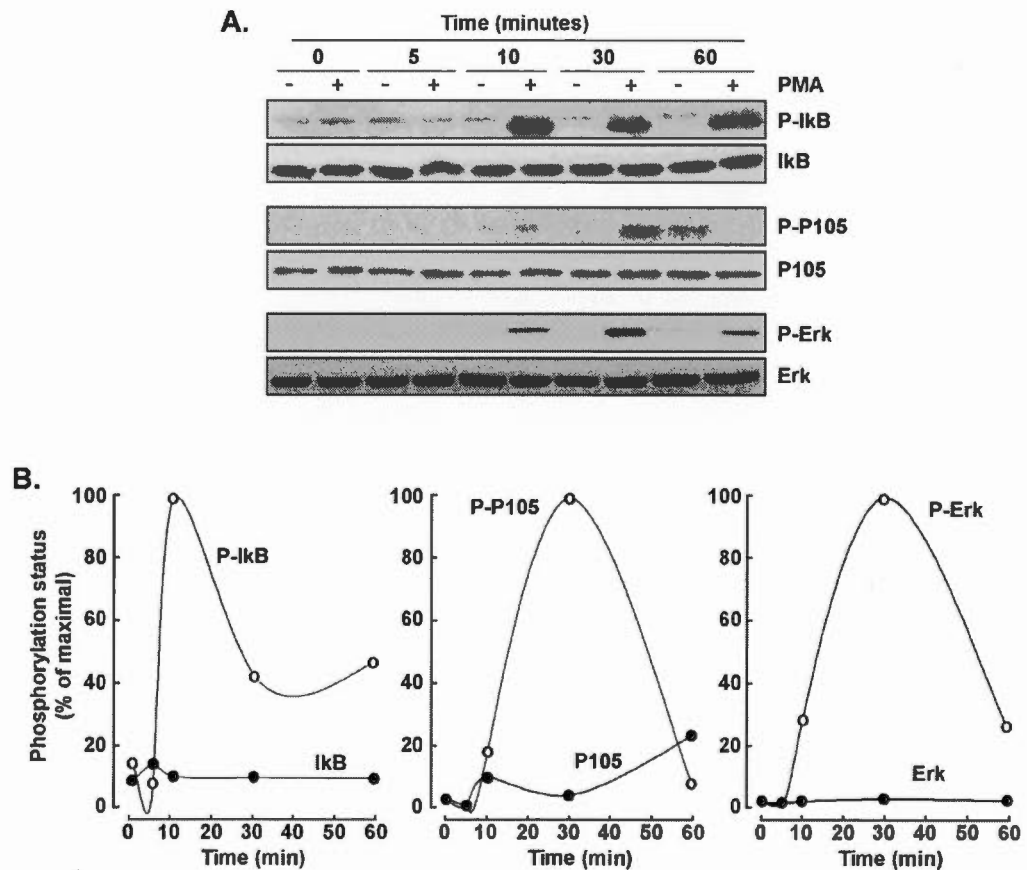 A.
Time (minutes)
0 5 10 30 60
- + - + - + - + - + PMA
P-IkB
IkB
P-P105
P105
P-Erk
Erk
B.
Phosphorylation status
(% of maximal)
100
80
60
40
20
0
P-IkB
IkB
0 10 20 30 40 50 60
Time (min)
100
80
60
40
20
0
P-P105
P105
0 10 20 30 40 50 60
Time (min)
100
80
60
40
20
0
P-Erk
Erk
0 10 20 30 40 50 60
Time (min)